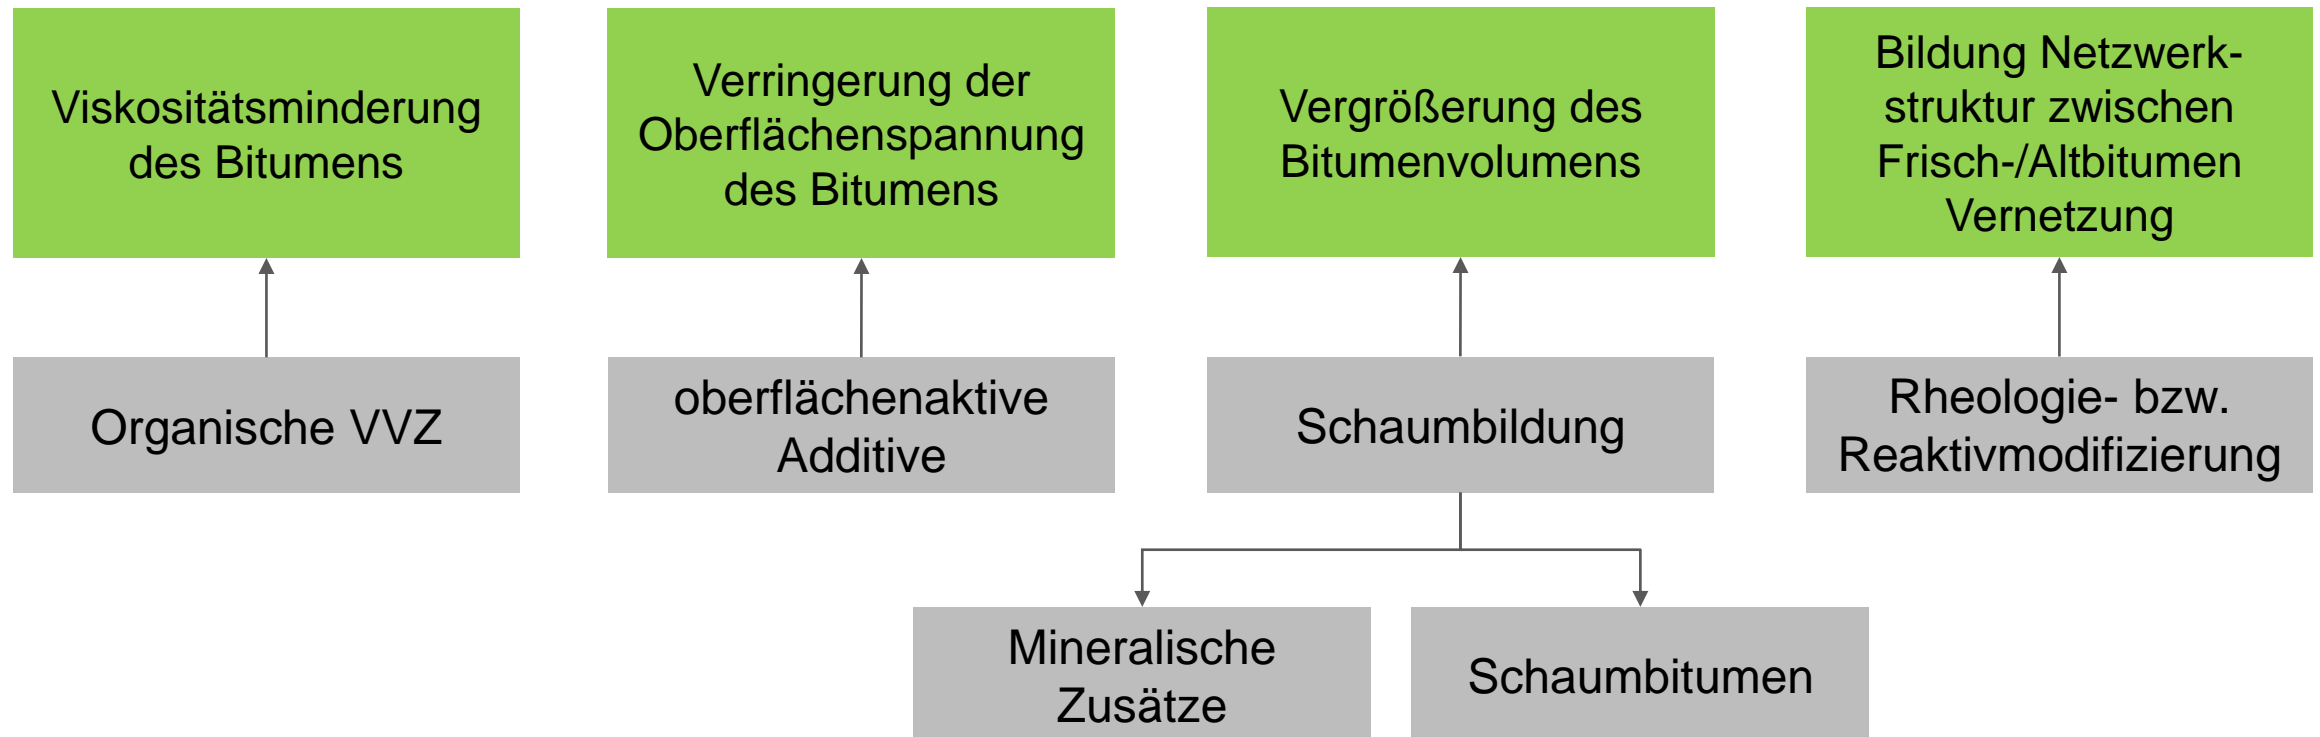 Viskositätsminderung
des Bitumens
Verringerung der
Oberflächenspannung
des Bitumens
Vergrößerung des
Bitumenvolumens
Bildung Netzwerk-
struktur zwischen
Frisch-/Altbitumen
Vernetzung
Organische VVZ
oberflächenaktive
Additive
Schaumbildung
Rheologie- bzw.
Reaktivmodifizierung
Mineralische
Zusätze
Schaumbitumen